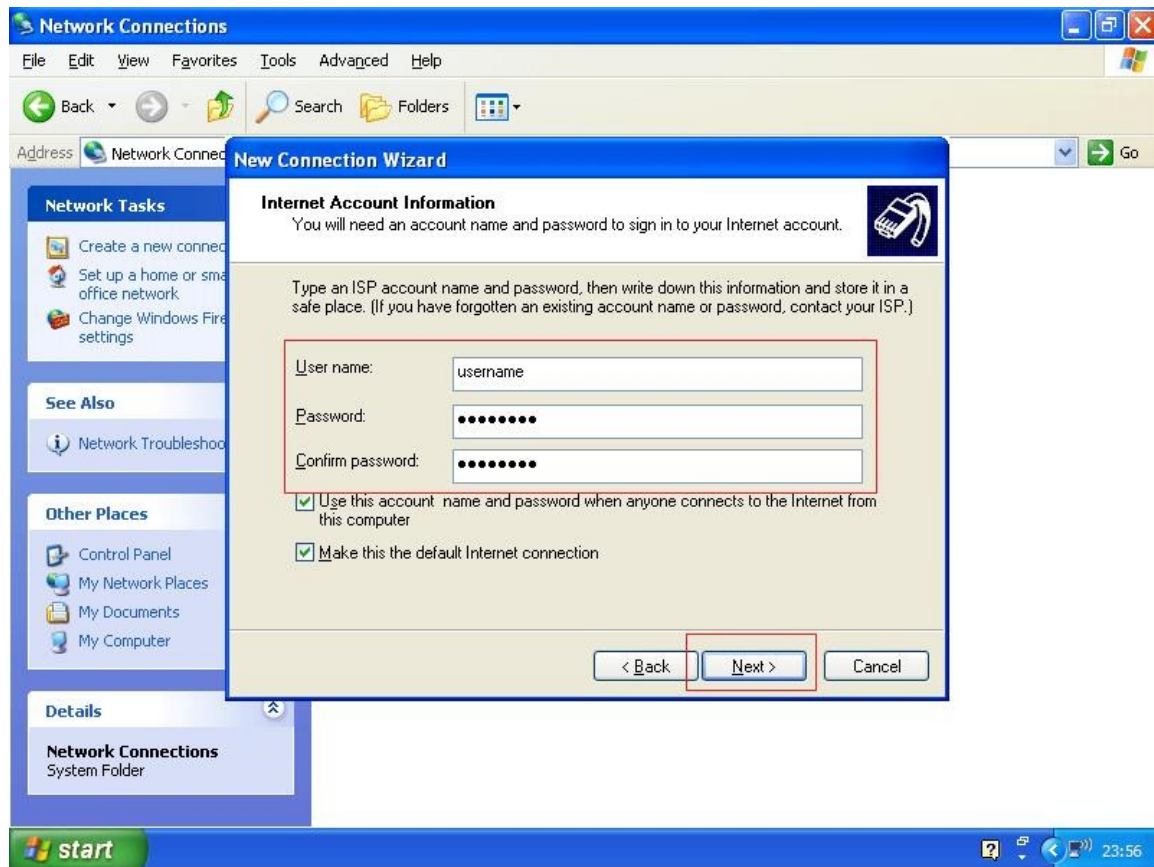 Network Connections
File Edit View Favorites Tools Advanced Help
Back Search Folders
Address Network Connec Go
New Connection Wizard
Internet Account Information
You will need an account name and password to sign in to your Internet account.
Type an ISP account name and password, then write down this information and store it in a
safe place. (If you have forgotten an existing account name or password, contact your ISP.)
User name: username
Password: ••••••••
Confirm password: ••••••••
Use this account name and password when anyone connects to the Internet from
this computer
Make this the default Internet connection
< Back Next > Cancel
Network Tasks
Create a new connec
Set up a home or sma
office network
Change Windows Fire
settings
See Also
Network Troubleshoo
Other Places
Control Panel
My Network Places
My Documents
My Computer
Details
Network Connections
System Folder
start 23:56